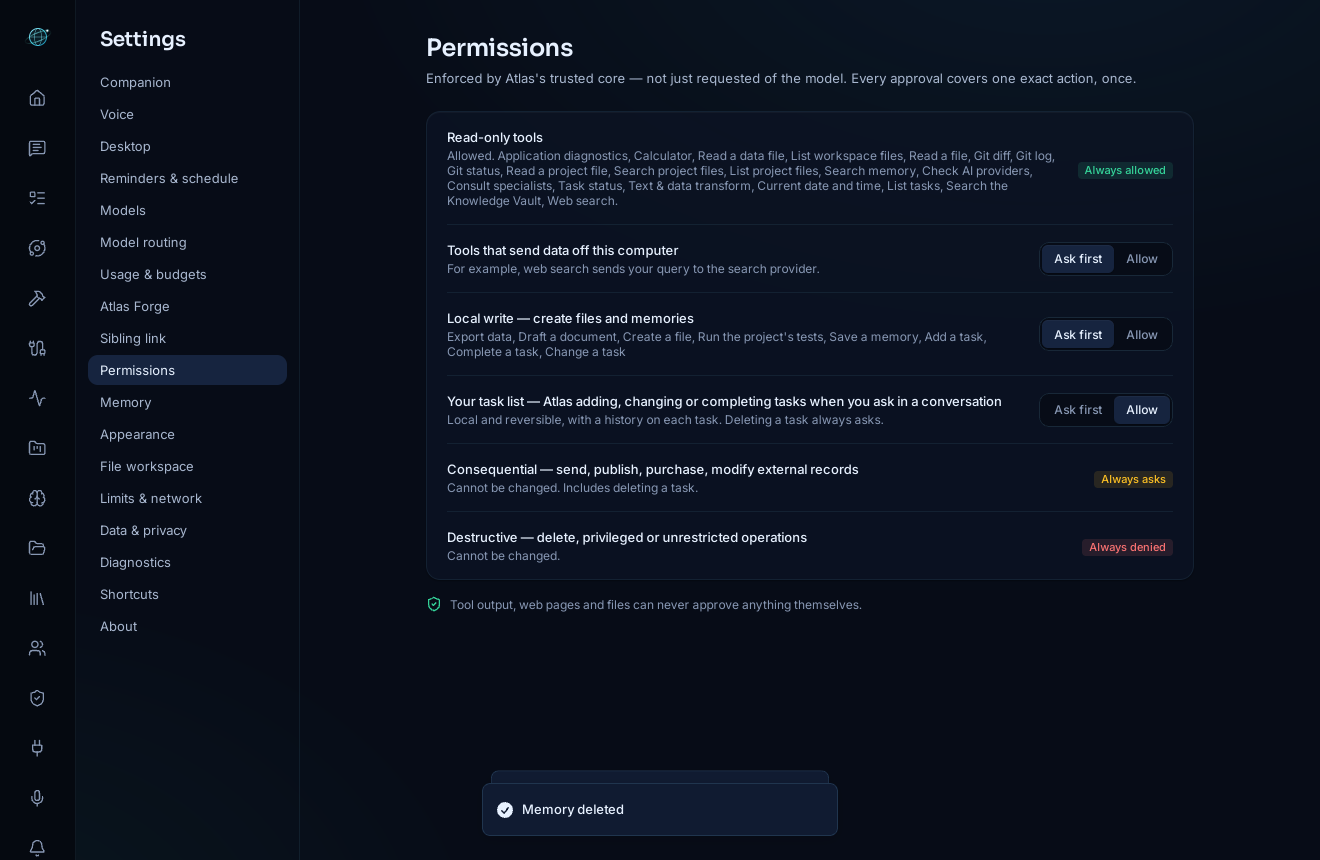 Settings
Companion
Voice
Desktop
Reminders & schedule
Models
Model routing
Usage & budgets
Atlas Forge
Sibling link
Permissions
Memory
Appearance
File workspace
Limits & network
Data & privacy
Diagnostics
Shortcuts
About
Permissions
Enforced by Atlas's trusted core — not just requested of the model. Every approval covers one exact action, once.
Read-only tools
Allowed. Application diagnostics, Calculator, Read a data file, List workspace files, Read a file, Git diff, Git log,
Git status, Read a project file, Search project files, List project files, Search memory, Check AI providers,
Consult specialists, Task status, Text & data transform, Current date and time, List tasks, Search the
Knowledge Vault, Web search.
Always allowed
Tools that send data off this computer
For example, web search sends your query to the search provider.
Ask first Allow
Local write — create files and memories
Export data, Draft a document, Create a file, Run the project's tests, Save a memory, Add a task,
Complete a task, Change a task
Ask first Allow
Your task list — Atlas adding, changing or completing tasks when you ask in a conversation
Local and reversible, with a history on each task. Deleting a task always asks.
Ask first Allow
Consequential — send, publish, purchase, modify external records
Cannot be changed. Includes deleting a task.
Always asks
Destructive — delete, privileged or unrestricted operations
Cannot be changed.
Always denied
Tool output, web pages and files can never approve anything themselves.
Memory deleted